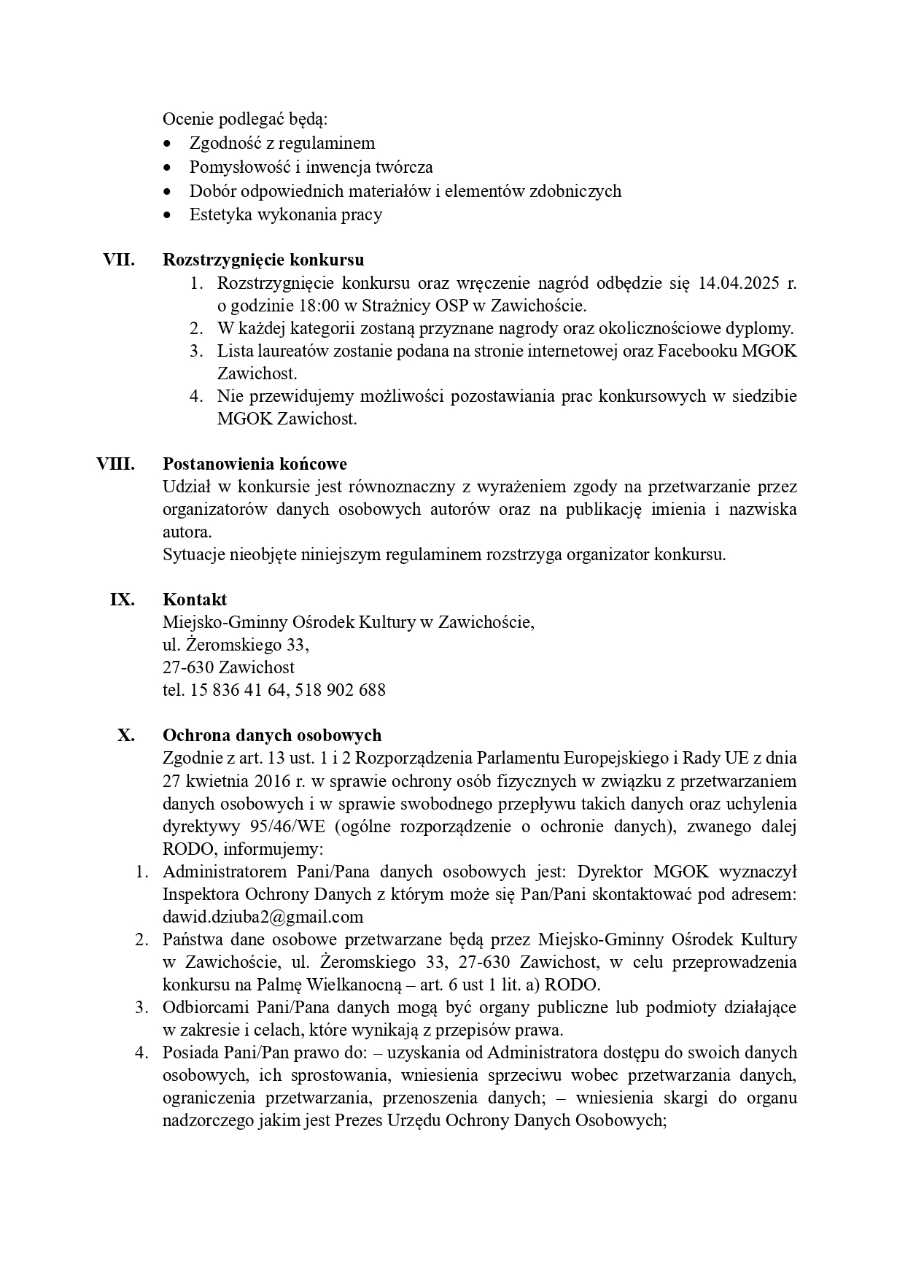 Ocenie podlegać będą:
• Zgodność z regulaminem
• Pomysłowość i inwencja twórcza
• Dobór odpowiednich materiałów i elementów zdobniczych
• Estetyka wykonania pracy
VII. Rozstrzygnięcie konkursu
1. Rozstrzygnięcie konkursu oraz wręczenie nagród odbędzie się 14.04.2025 r.
o godzinie 18:00 w Strażnicy OSP w Zawichoście.
2. W każdej kategorii zostaną przyznane nagrody oraz okolicznościowe dyplomy.
3. Lista laureatów zostanie podana na stronie internetowej oraz Facebooku MGOK
Zawichost.
4. Nie przewidujemy możliwości pozostawiania prac konkursowych w siedzibie
MGOK Zawichost.
VIII. Postanowienia końcowe
Udział w konkursie jest równoznaczny z wyrażeniem zgody na przetwarzanie przez
organizatorów danych osobowych autorów oraz na publikację imienia i nazwiska
autora.
Sytuacje nieobjęte niniejszym regulaminem rozstrzyga organizator konkursu.
IX. Kontakt
Miejsko-Gminny Ośrodek Kultury w Zawichoście,
ul. Żeromskiego 33,
27-630 Zawichost
tel. 15 836 41 64, 518 902 688
X. Ochrona danych osobowych
Zgodnie z art. 13 ust. 1 i 2 Rozporządzenia Parlamentu Europejskiego i Rady UE z dnia
27 kwietnia 2016 r. w sprawie ochrony osób fizycznych w związku z przetwarzaniem
danych osobowych i w sprawie swobodnego przepływu takich danych oraz uchylenia
dyrektywy 95/46/WE (ogólne rozporządzenie o ochronie danych), zwanego dalej
RODO, informujemy:
1. Administratorem Pani/Pana danych osobowych jest: Dyrektor MGOK wyznaczył
Inspektora Ochrony Danych z którym może się Pan/Pani skontaktować pod adresem:
dawid.dziuba2@gmail.com
2. Państwa dane osobowe przetwarzane będą przez Miejsko-Gminny Ośrodek Kultury
w Zawichoście, ul. Żeromskiego 33, 27-630 Zawichost, w celu przeprowadzenia
konkursu na Palmę Wielkanocną – art. 6 ust 1 lit. a) RODO.
3. Odbiorcami Pani/Pana danych mogą być organy publiczne lub podmioty działające
w zakresie i celach, które wynikają z przepisów prawa.
4. Posiada Pani/Pan prawo do: – uzyskania od Administratora dostępu do swoich danych
osobowych, ich sprostowania, wniesienia sprzeciwu wobec przetwarzania danych,
ograniczenia przetwarzania, przenoszenia danych; – wniesienia skargi do organu
nadzorczego jakim jest Prezes Urzędu Ochrony Danych Osobowych;